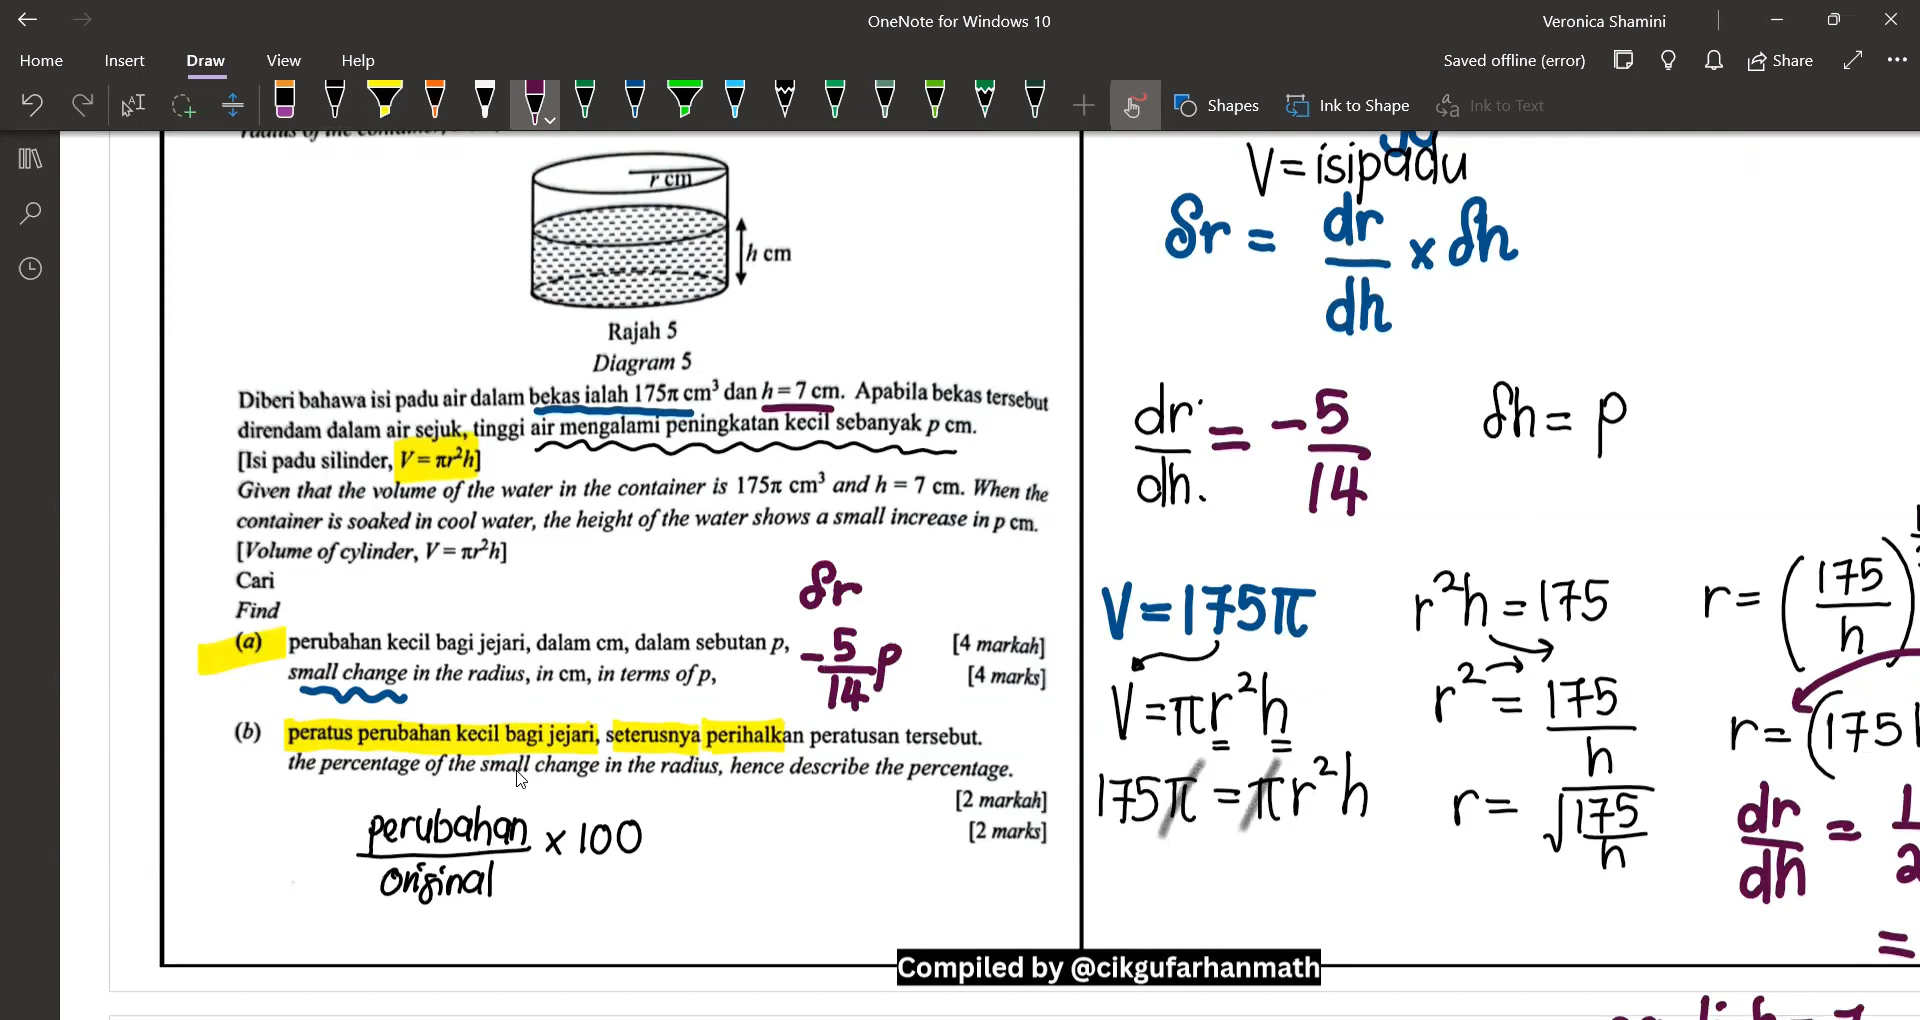 OneNote for Windows 10
Veronica Shamini
Home Insert Draw View Help
Saved offline (error) Share
Shapes Ink to Shape Ink to Text
radius of the container,
r cm
h cm
Rajah 5
Diagram 5
Diberi bahawa isi padu air dalam bekas ialah 175π cm³ dan h = 7 cm. Apabila bekas tersebut
direndam dalam air sejuk, tinggi air mengalami peningkatan kecil sebanyak p cm.
[Isi padu silinder, V = πr²h]
Given that the volume of the water in the container is 175π cm³ and h = 7 cm. When the
container is soaked in cool water, the height of the water shows a small increase in p cm.
[Volume of cylinder, V = πr²h]
Cari
Find
(a) perubahan kecil bagi jejari, dalam cm, dalam sebutan p, [4 markah]
small change in the radius, in cm, in terms of p, [4 marks]
δr
-5/14 p
(b) peratus perubahan kecil bagi jejari, seterusnya perihalkan peratusan tersebut.
the percentage of the small change in the radius, hence describe the percentage.
[2 markah]
[2 marks]
perubahan/original × 100
V = isipadu
δr = dr/dh × δh
dr/dh = -5/14
δh = p
V = 175π
V = πr²h
175π = πr²h
r²h = 175
r² = 175/h
r = √175/h
r = (175/h)
r = (175
dr/dh = 1/2
=
Compiled by @cikgufarhanmath